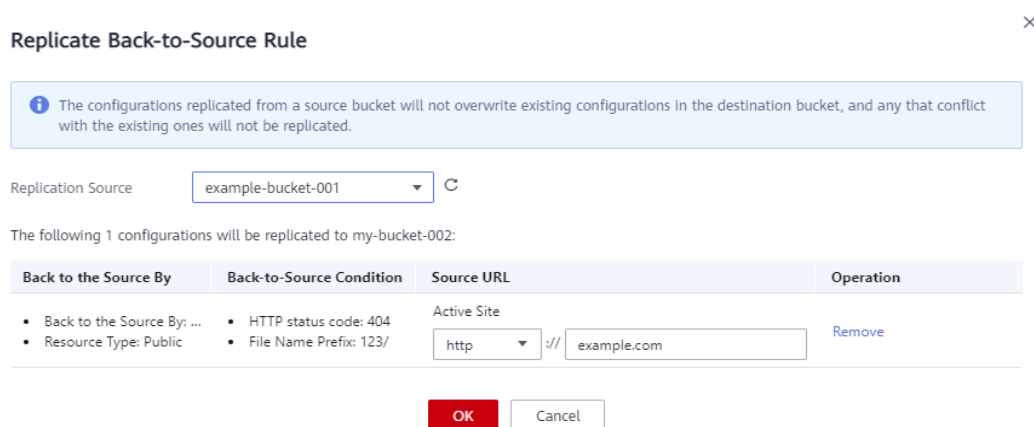 Replicate Back-to-Source Rule
The configurations replicated from a source bucket will not overwrite existing configurations in the destination bucket, and any that conflict
with the existing ones will not be replicated.
Replication Source example-bucket-001
The following 1 configurations will be replicated to my-bucket-002:
Back to the Source By Back-to-Source Condition Source URL Operation
Active Site
• Back to the Source By: ... • HTTP status code: 404
• Resource Type: Public • File Name Prefix: 123/
http :// example.com
Remove
OK Cancel